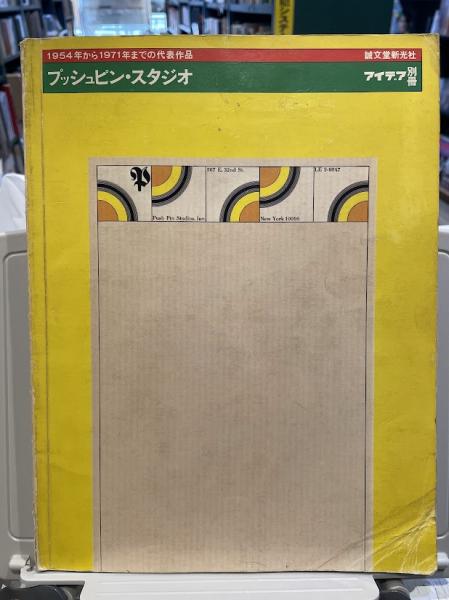 1954年から1971年までの代表作品
誠文堂新光社
プッシュピン・スタジオ
アイデア別冊
P
207 E. 32nd St.
LE 2-9247
Push Pin Studios, Inc.
New York 10016